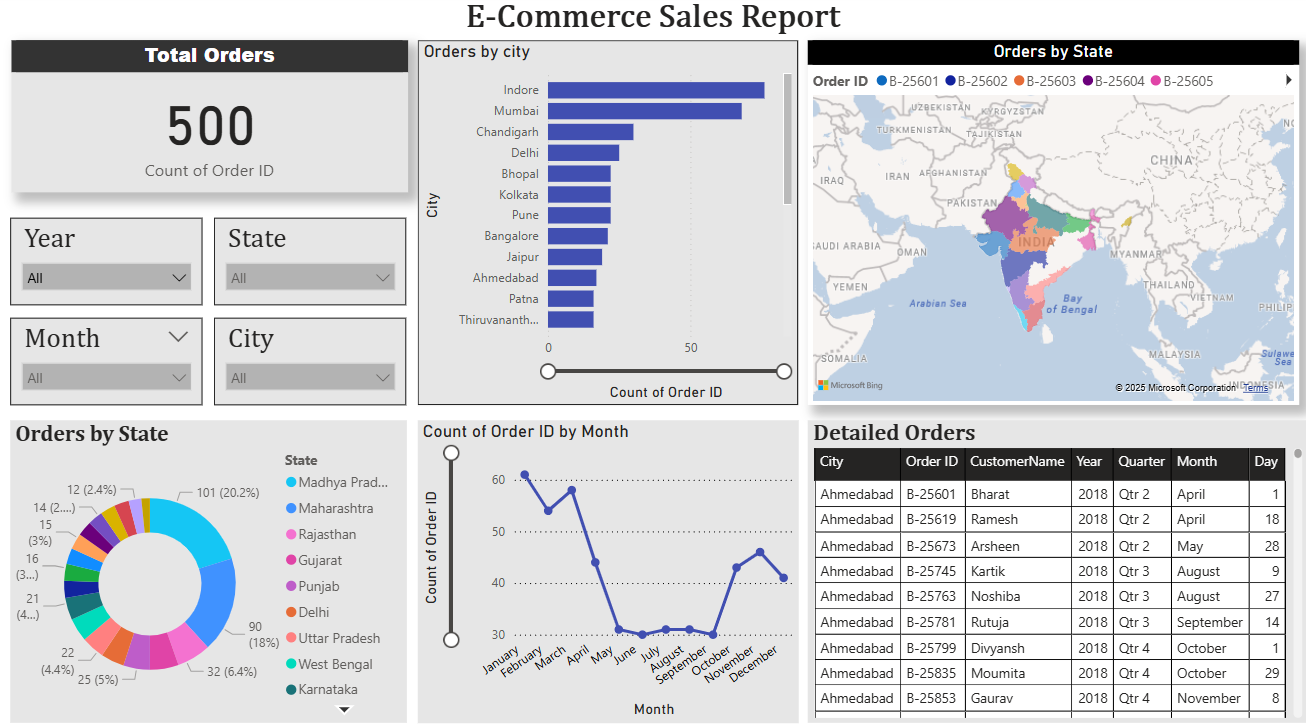 E-Commerce Sales Report
Total Orders
500
Count of Order ID
Year
All
State
All
Month
All
City
All
Orders by city
City
Indore
Mumbai
Chandigarh
Delhi
Bhopal
Kolkata
Pune
Bangalore
Jaipur
Ahmedabad
Patna
Thiruvananth...
0 50
Count of Order ID
Orders by State
Order ID B-25601 B-25602 B-25603 B-25604 B-25605
UZBEKISTAN
KYRGYZSTAN
TURKMENISTAN
TAJIKISTAN
CHINA
IRAQ
IRAN
AFGHANISTAN
PAKISTAN
SAUDI ARABIA
OMAN
INDIA
MYANMAR
YEMEN
Arabian Sea
Bay
of Bengal
THAILAND
VIETNAM
PHILIP
SOMALIA
MALAYSIA
Sulawe
Sea
INDONESIA
Microsoft Bing
© 2025 Microsoft Corporation Terms
Orders by State
12 (2.4%)
14 (2....)
15
(3%)
16
(3...)
21
(4...)
22
(4.4%)
25 (5%)
32 (6.4%)
90
(18%)
101 (20.2%)
State
Madhya Prad...
Maharashtra
Rajasthan
Gujarat
Punjab
Delhi
Uttar Pradesh
West Bengal
Karnataka
Count of Order ID by Month
Count of Order ID
60
50
40
30
January
February
March
April
May
June
July
August
September
October
November
December
Month
Detailed Orders
City Order ID CustomerName Year Quarter Month Day
Ahmedabad B-25601 Bharat 2018 Qtr 2 April 1
Ahmedabad B-25619 Ramesh 2018 Qtr 2 April 18
Ahmedabad B-25673 Arsheen 2018 Qtr 2 May 28
Ahmedabad B-25745 Kartik 2018 Qtr 3 August 9
Ahmedabad B-25763 Noshiba 2018 Qtr 3 August 27
Ahmedabad B-25781 Rutuja 2018 Qtr 3 September 14
Ahmedabad B-25799 Divyansh 2018 Qtr 4 October 1
Ahmedabad B-25835 Moumita 2018 Qtr 4 October 29
Ahmedabad B-25853 Gaurav 2018 Qtr 4 November 8